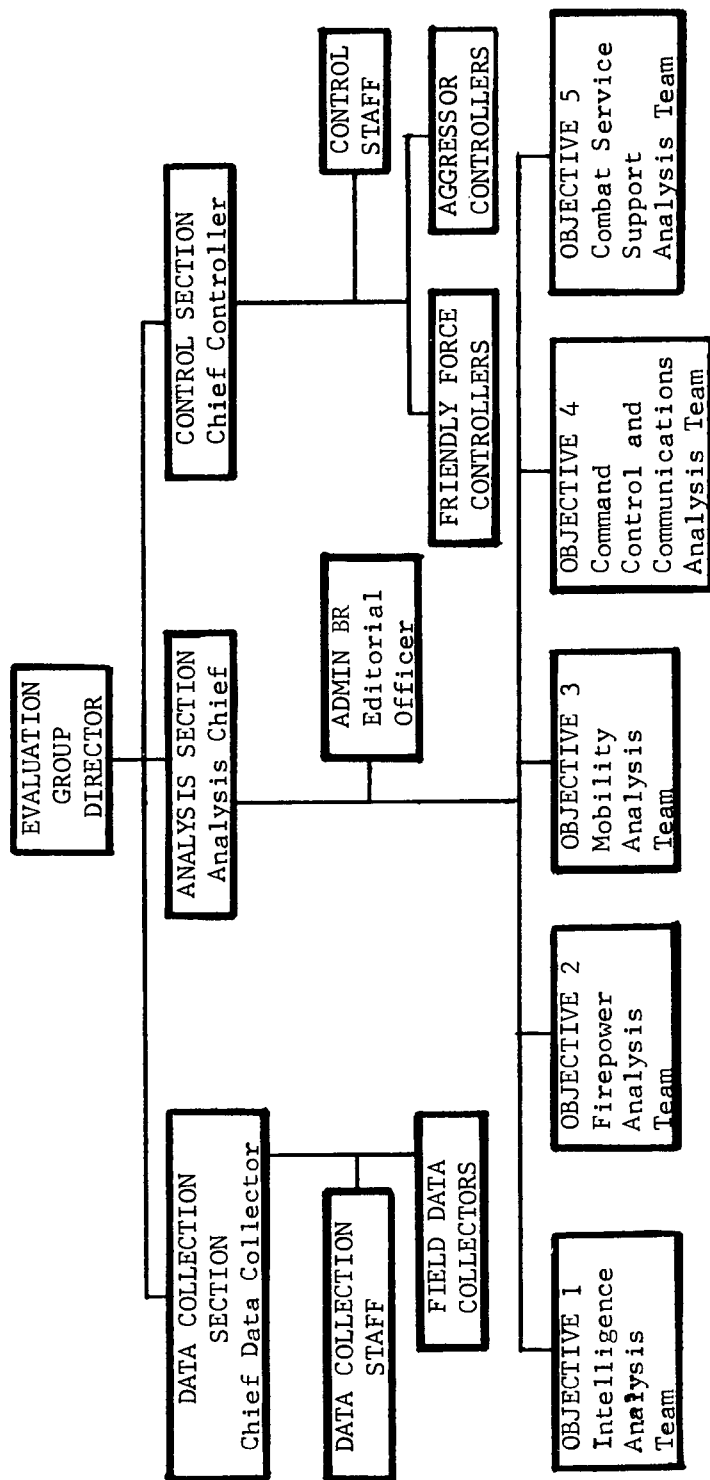 EVALUATION
GROUP
DIRECTOR
DATA COLLECTION
SECTION
Chief Data Collector
ANALYSIS SECTION
Analysis Chief
CONTROL SECTION
Chief Controller
DATA COLLECTION
STAFF
FIELD DATA
COLLECTORS
ADMIN BR
Editorial
Officer
CONTROL
STAFF
FRIENDLY FORCE
CONTROLLERS
AGGRESSOR
CONTROLLERS
OBJECTIVE 1
Intelligence
Analysis
Team
OBJECTIVE 2
Firepower
Analysis
Team
OBJECTIVE 3
Mobility
Analysis
Team
OBJECTIVE 4
Command
Control and
Communications
Analysis Team
OBJECTIVE 5
Combat Service
Support
Analysis Team